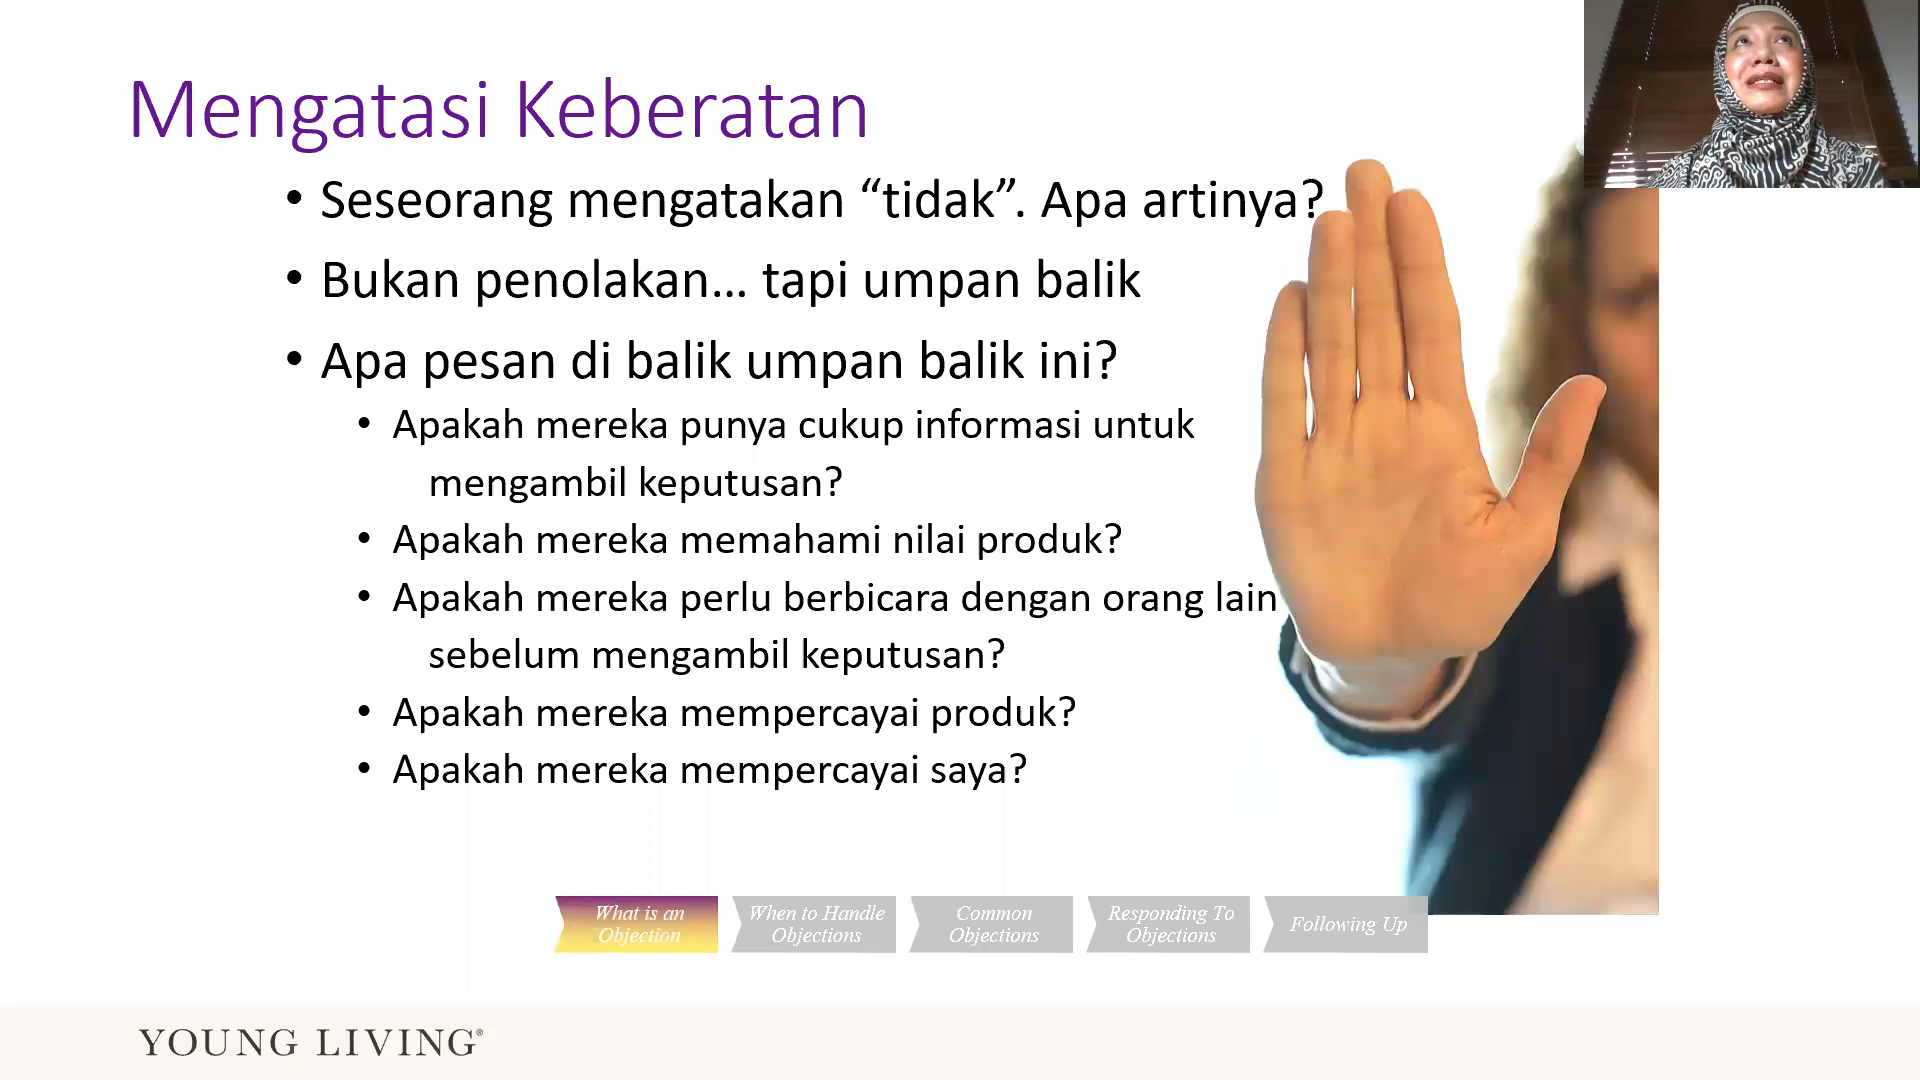 Mengatasi Keberatan
• Seseorang mengatakan “tidak”. Apa artinya?
• Bukan penolakan... tapi umpan balik
• Apa pesan di balik umpan balik ini?
• Apakah mereka punya cukup informasi untuk
mengambil keputusan?
• Apakah mereka memahami nilai produk?
• Apakah mereka perlu berbicara dengan orang lain
sebelum mengambil keputusan?
• Apakah mereka mempercayai produk?
• Apakah mereka mempercayai saya?
What is an
Objection
When to Handle
Objections
Common
Objections
Responding To
Objections
Following Up
YOUNG LIVING®